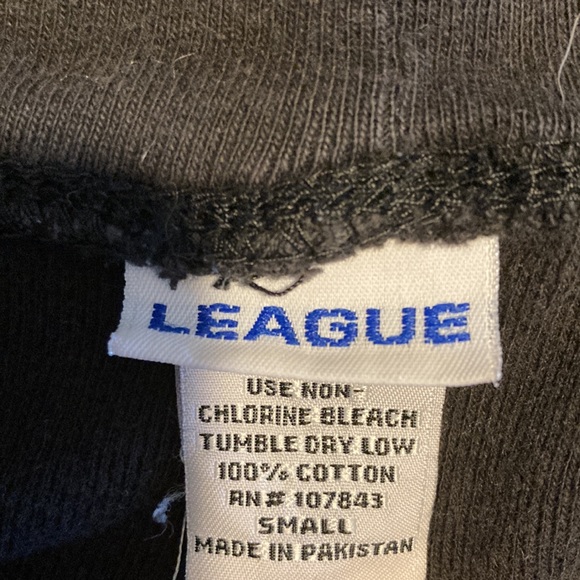 LEAGUE
USE NON-
CHLORINE BLEACH
TUMBLE DRY LOW
100% COTTON
RN# 107843
SMALL
MADE IN PAKISTAN